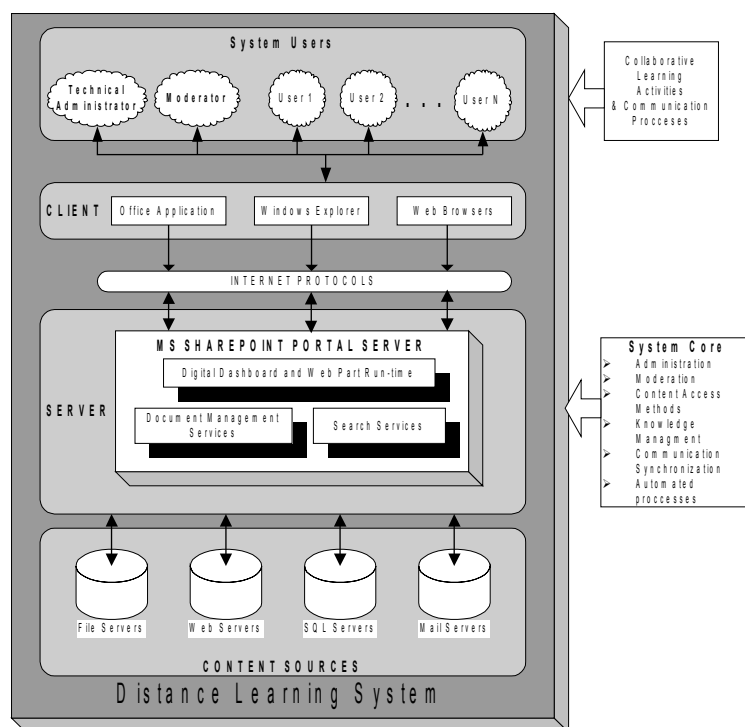 System Users
Technical
Administrator
Moderator
User 1
User 2
. . .
User N
Collaborative
Learning
Activities
& Communication
Procceses
CLIENT
Office Application
Windows Explorer
Web Browsers
INTERNET PROTOCOLS
SERVER
MS SHAREPOINT PORTAL SERVER
Digital Dashboard and Web Part Run-time
Document Management
Services
Search Services
System Core
➢ Administration
➢ Moderation
➢ Content Access
Methods
➢ Knowledge
Managment
➢ Communication
Synchronization
➢ Automated
proccesses
File Servers
Web Servers
SQL Servers
Mail Servers
CONTENT SOURCES
Distance Learning System